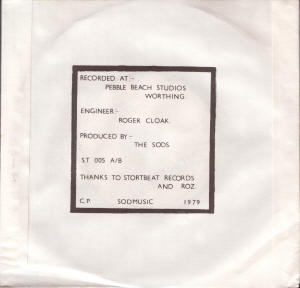 RECORDED AT:-
PEBBLE BEACH STUDIOS
WORTHING.
ENGINEER:-
ROGER CLOAK.
PRODUCED BY:-
THE SODS
ST 005 A/B
THANKS TO STORTBEAT RECORDS
AND ROZ.
C.P. SODMUSIC 1979